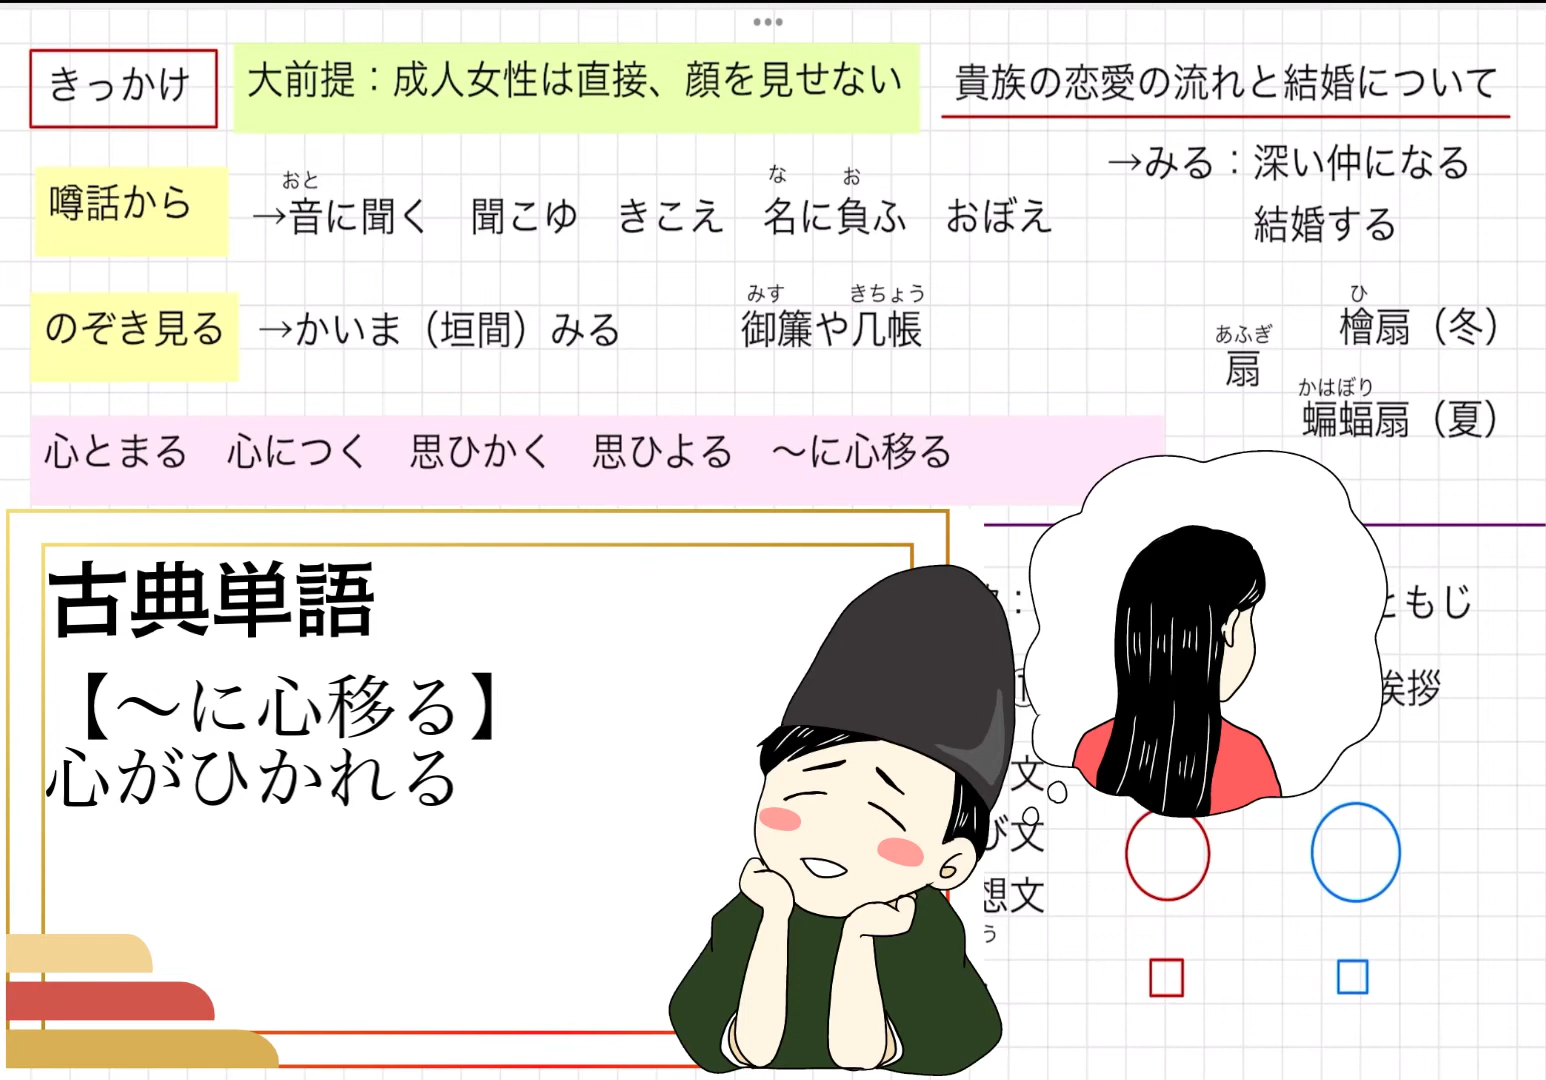 きっかけ
大前提：成人女性は直接、顔を見せない
貴族の恋愛の流れと結婚について
→みる：深い仲になる
結婚する
噂話から
おと な お
→音に聞く 聞こゆ きこえ 名に負ふ おぼえ
のぞき見る
→かいま（垣間）みる
みす きちょう
御簾や几帳
あふぎ
扇
ひ
檜扇（冬）
かはぼり
蝙蝠扇（夏）
心とまる 心につく 思ひかく 思ひよる 〜に心移る
古典単語
【〜に心移る】
心がひかれる
：
ともじ
挨拶
文
び文
想文
う